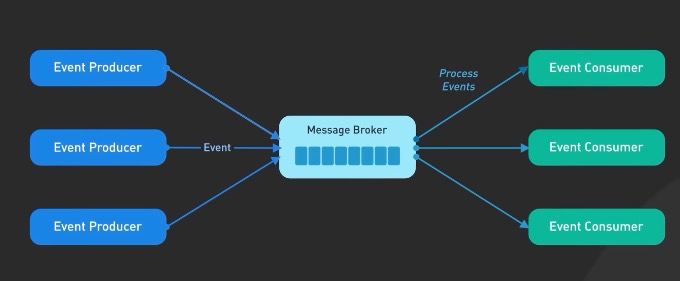 Event Producer
Event Producer
Event Producer
Event
Message Broker
Process
Events
Event Consumer
Event Consumer
Event Consumer